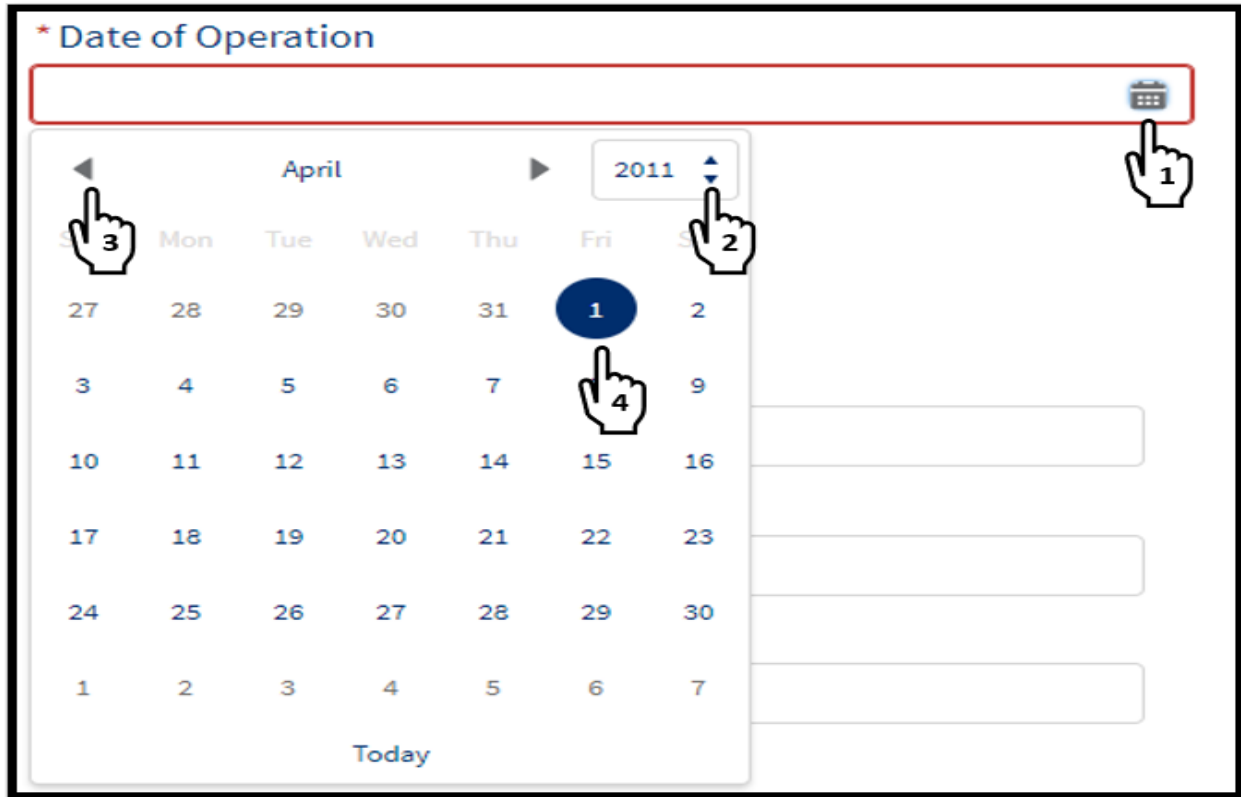 * Date of Operation
April 2011
1
3 Mon Tue Wed Thu Fri 2
27 28 29 30 31 1 2
3 4 5 6 7 9
4
10 11 12 13 14 15 16
17 18 19 20 21 22 23
24 25 26 27 28 29 30
1 2 3 4 5 6 7
Today